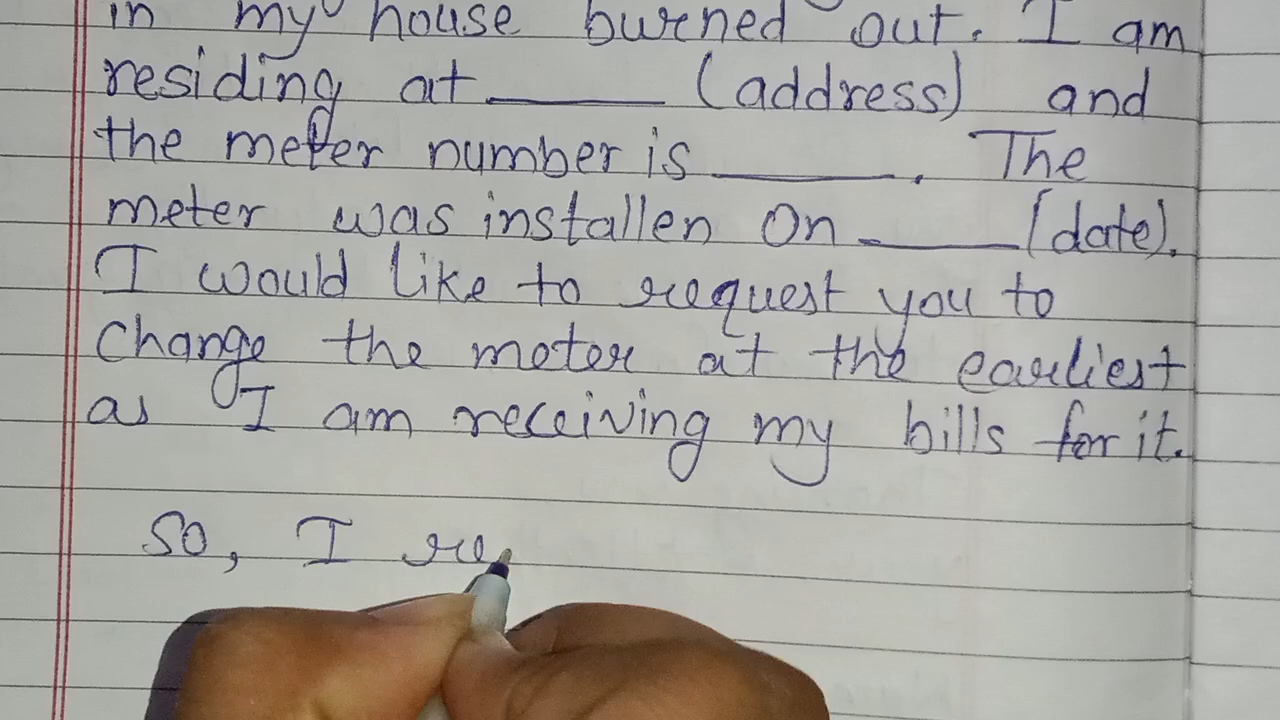 in my house burned out. I am
residing at ______ (address) and
the meter number is ______. The
meter was installen on ______ (date).
I would like to request you to
change the meter at the earliest
as I am receiving my bills for it.
So, I re